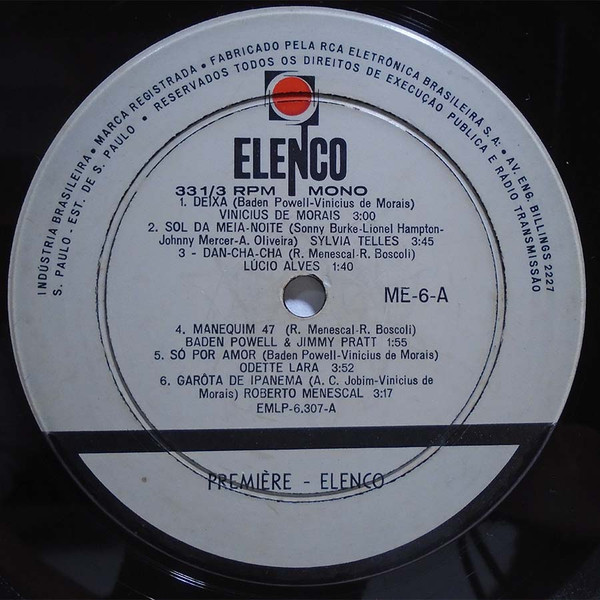 INDÚSTRIA BRASILEIRA • MARCA REGISTRADA • FABRICADO PELA RCA ELETRÔNICA BRASILEIRA S.A. • AV. ENG. BILLINGS 2227
S. PAULO - EST. DE S. PAULO • RESERVADOS TODOS OS DIREITOS DE EXECUÇÃO PUBLICA E RÁDIO TRANSMISSÃO
ELENCO
33 1/3 RPM MONO
1. DEIXA (Baden Powell-Vinicius de Morais)
VINICIUS DE MORAIS 3:00
2. SOL DA MEIA-NOITE (Sonny Burke-Lionel Hampton-
Johnny Mercer-A. Oliveira) SYLVIA TELLES 3:45
3 - DAN-CHA-CHA (R. Menescal-R. Boscoli)
LÚCIO ALVES 1:40
ME-6-A
4. MANEQUIM 47 (R. Menescal-R. Boscoli)
BADEN POWELL & JIMMY PRATT 1:55
5. SÓ POR AMOR (Baden Powell-Vinicius de Morais)
ODETTE LARA 3:52
6. GARÔTA DE IPANEMA (A. C. Jobim-Vinicius de
Morais) ROBERTO MENESCAL 3:17
EMLP-6.307-A
PREMIÈRE - ELENCO